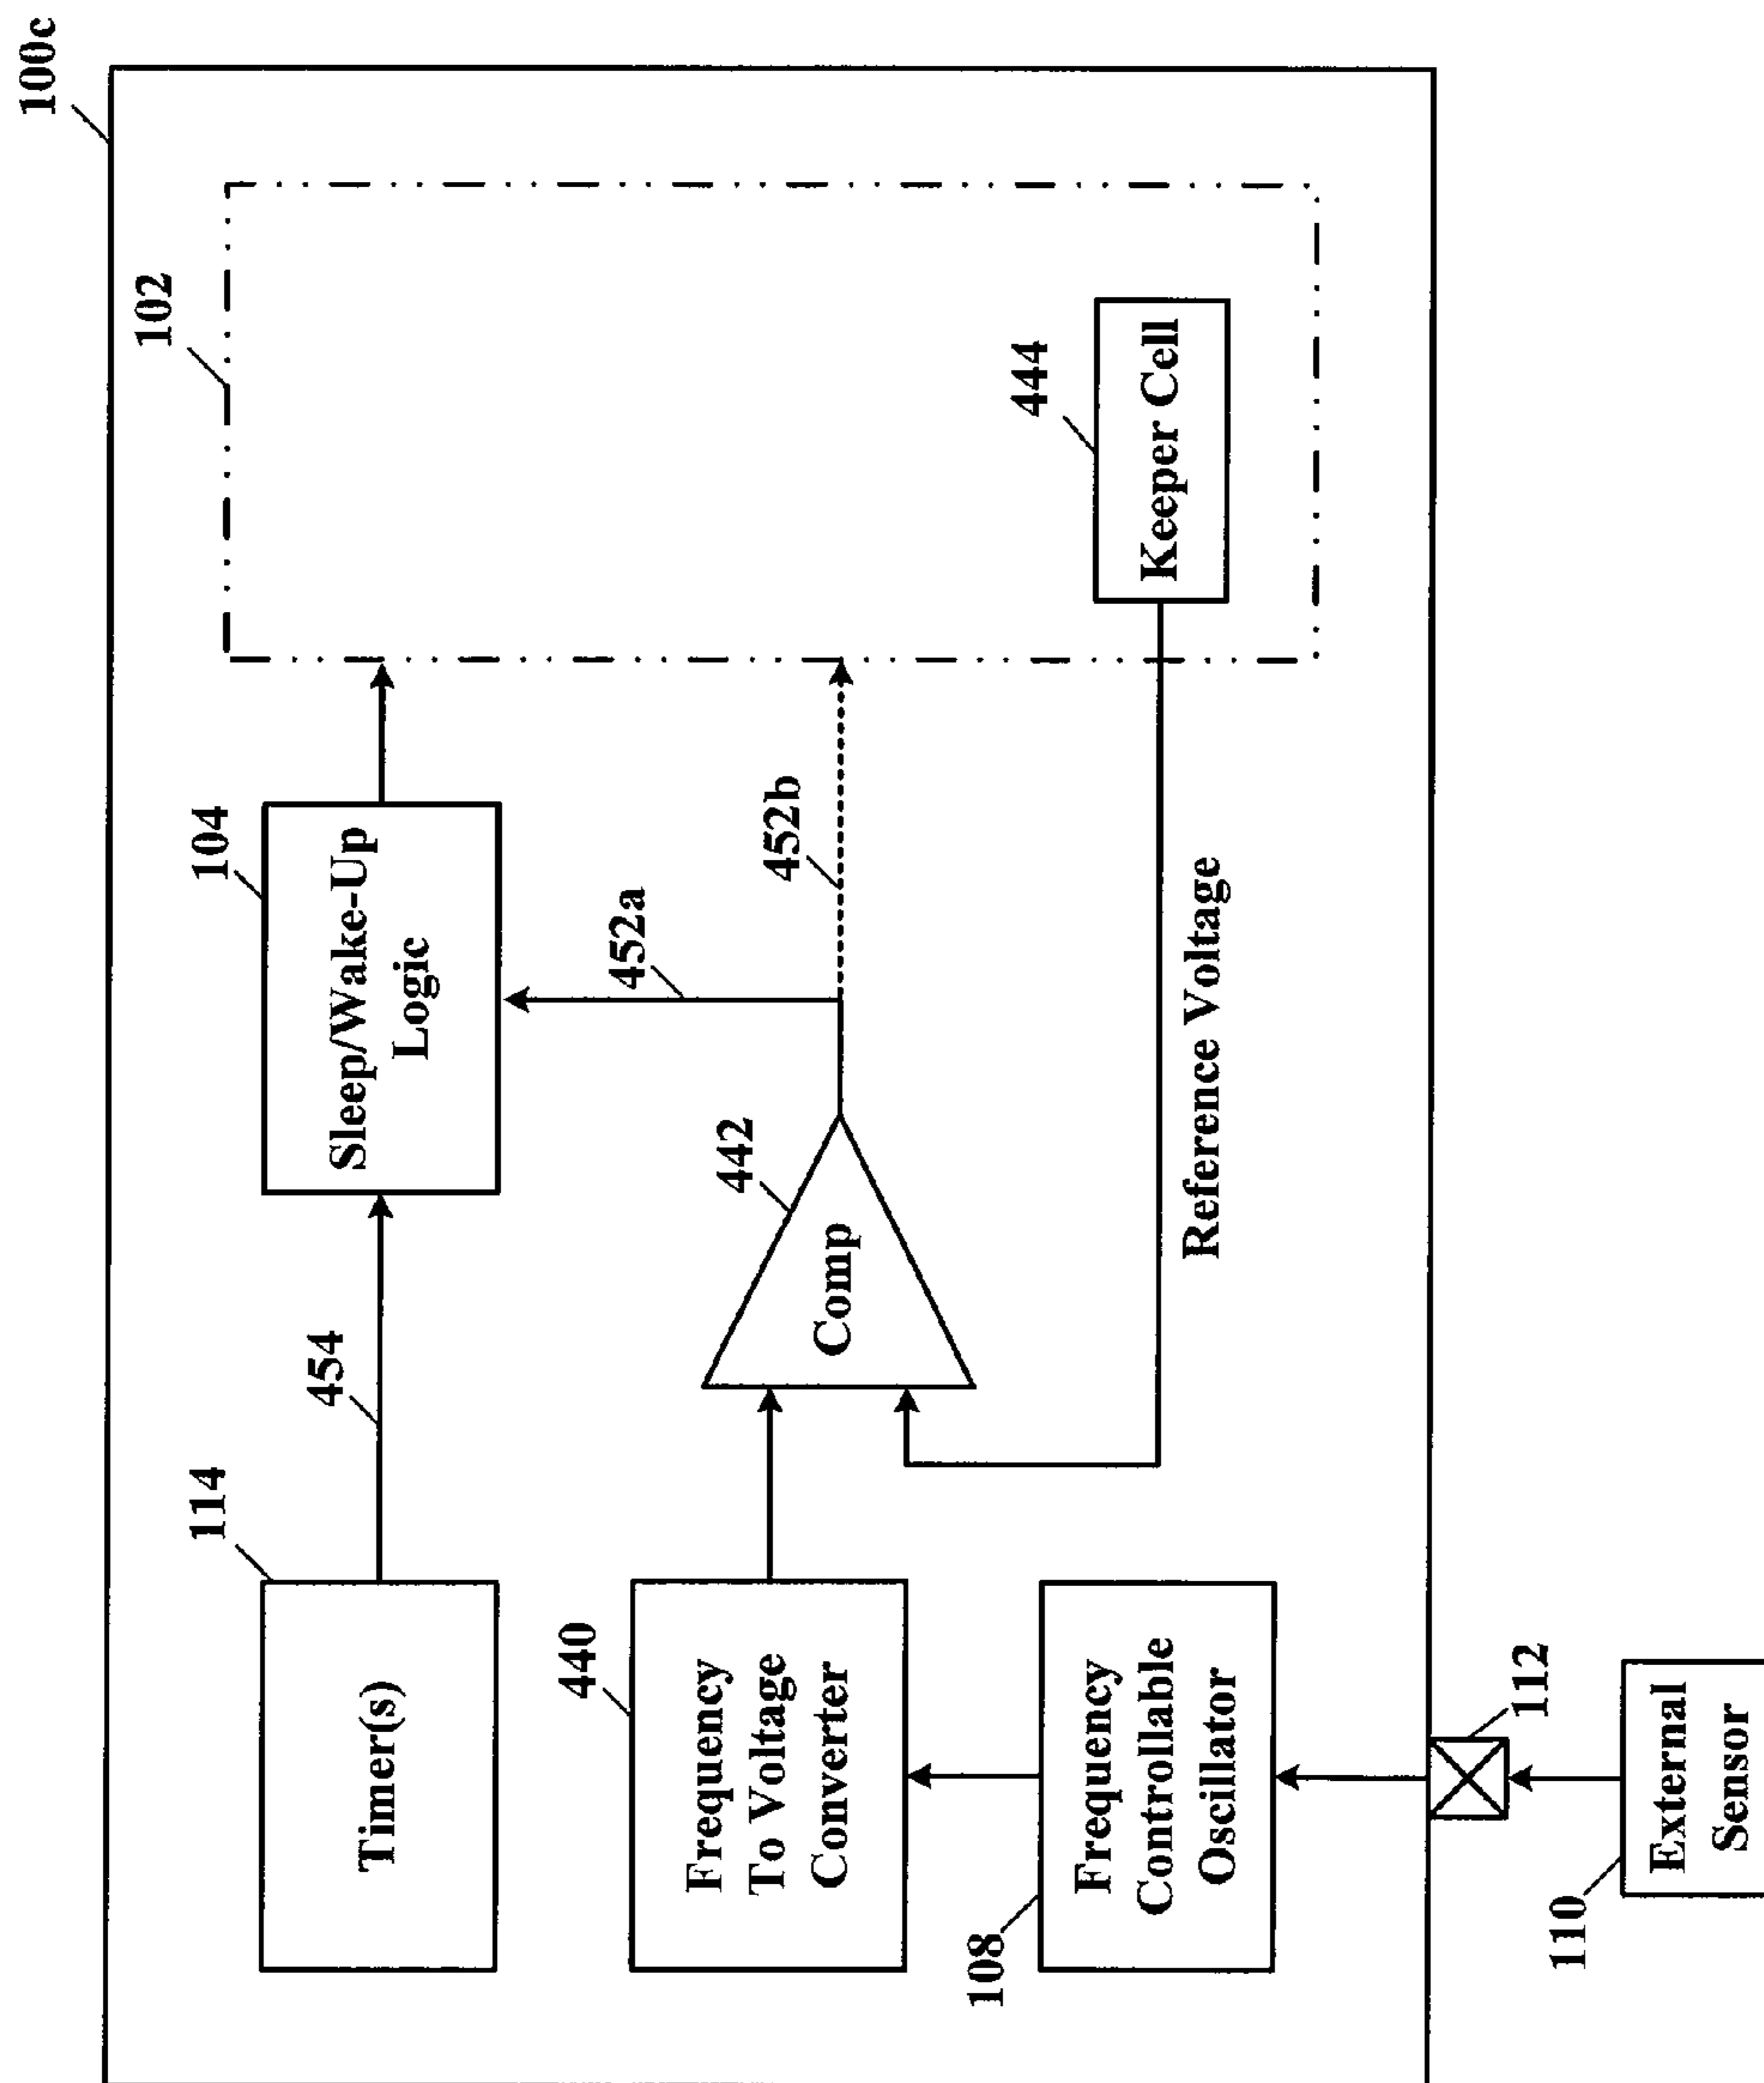 100c
102
104
Sleep/Wake-Up
Logic
114
Timer(s)
454
452a
452b
442
Comp
440
Frequency
To Voltage
Converter
444
Keeper Cell
Reference Voltage
108
Frequency
Controllable
Oscillator
112
110
External
Sensor